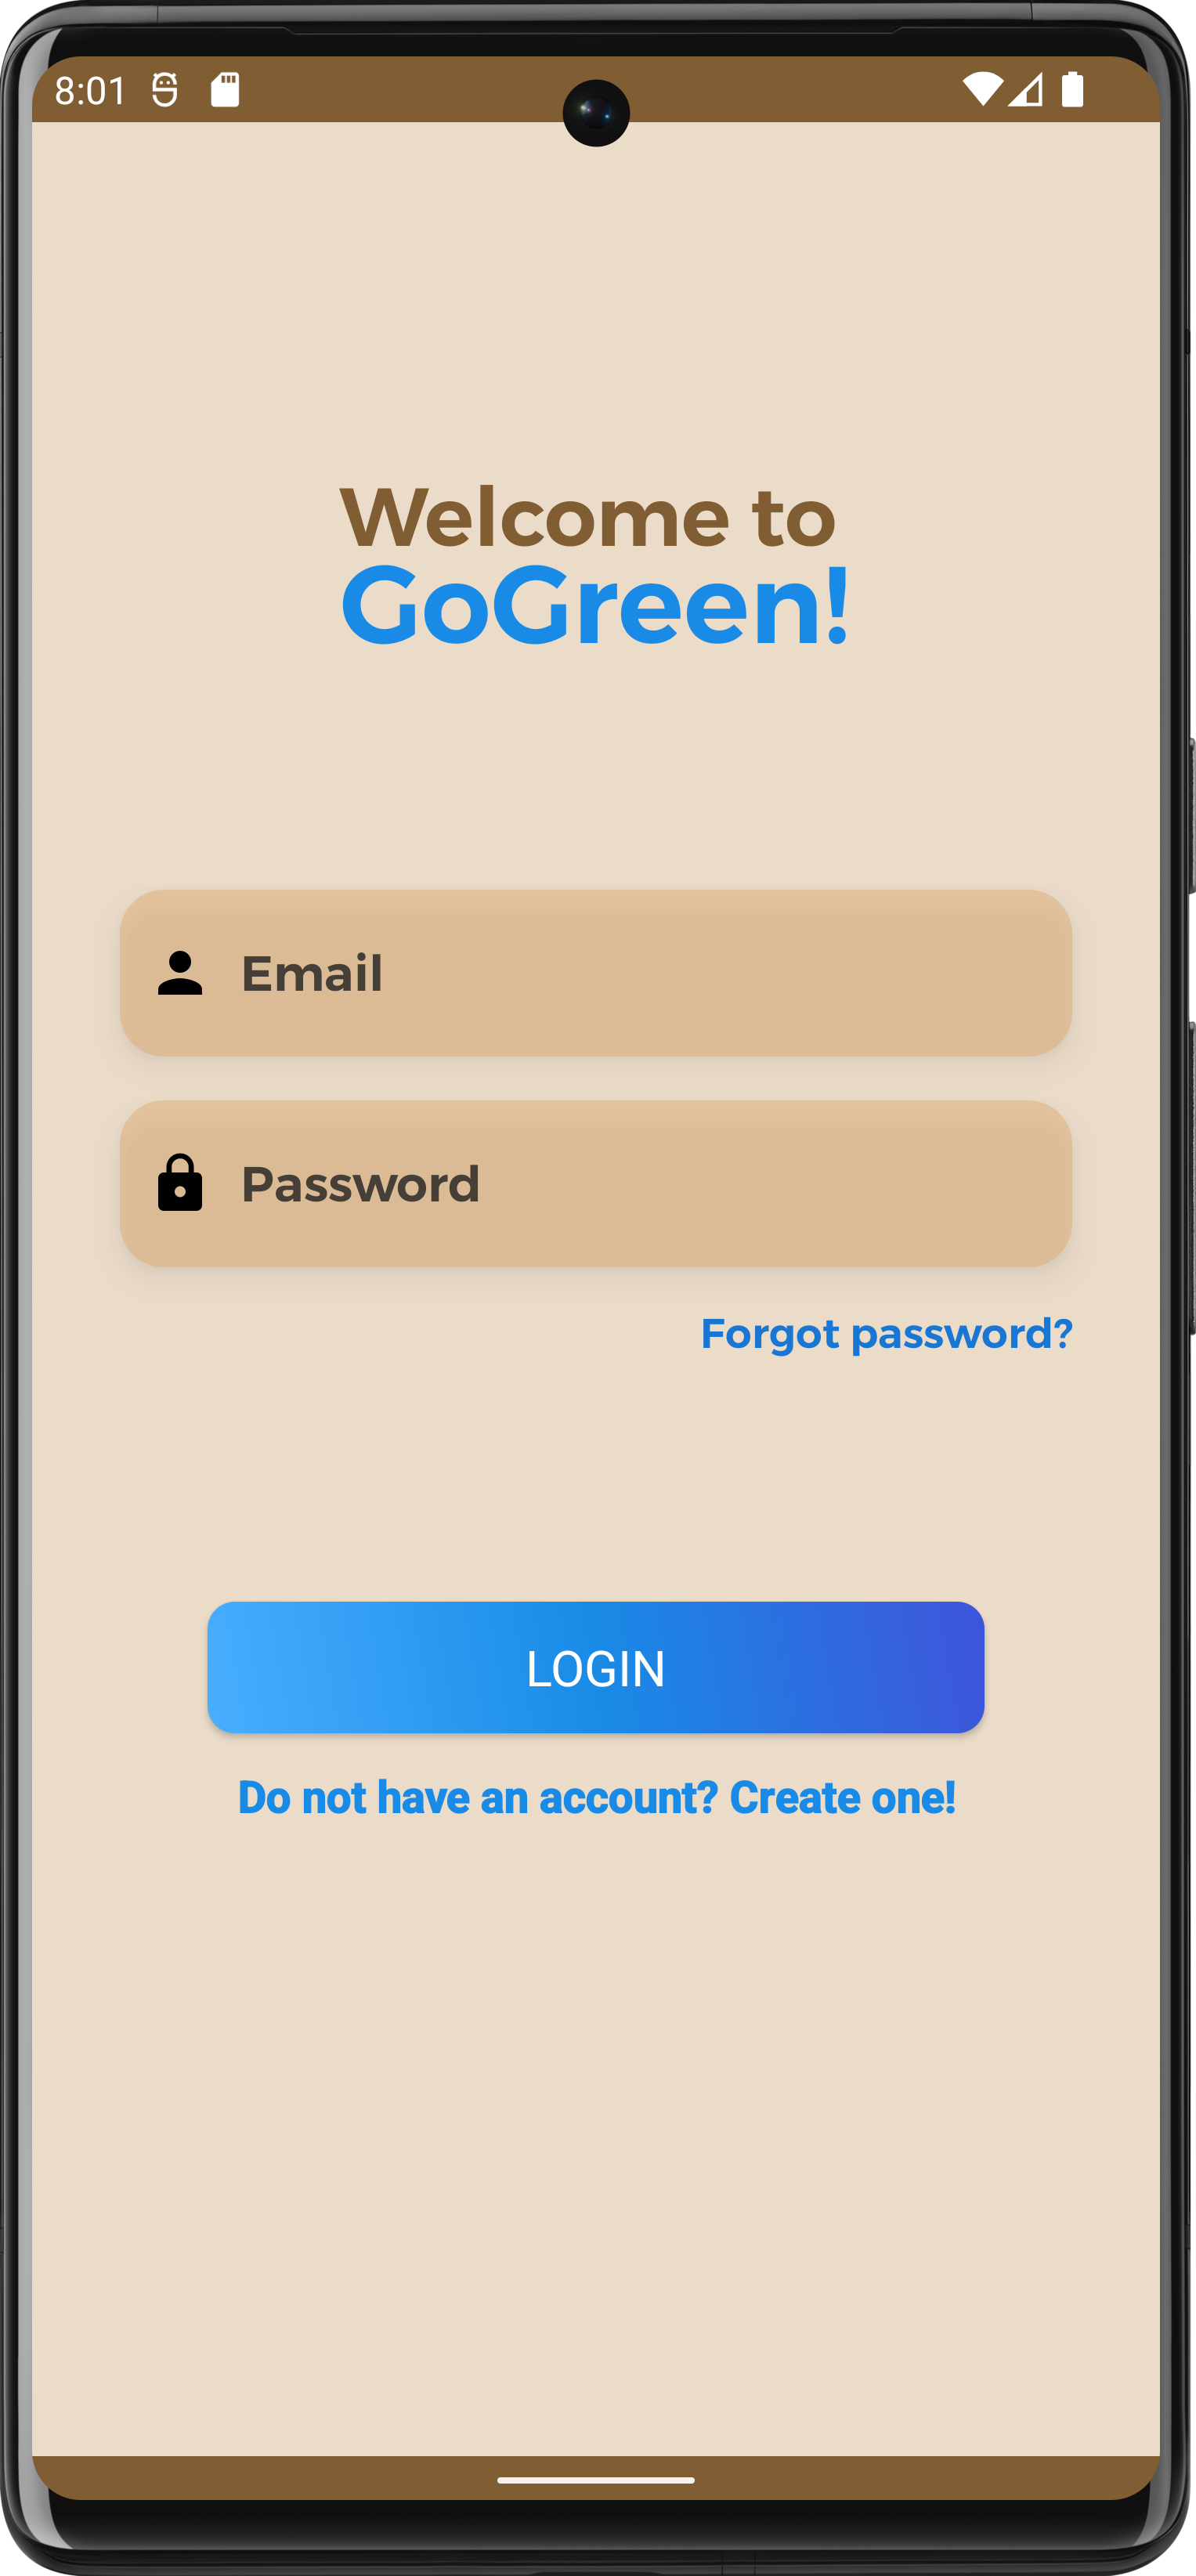 8:01
Welcome to
GoGreen!
Email
Password
Forgot password?
LOGIN
Do not have an account? Create one!